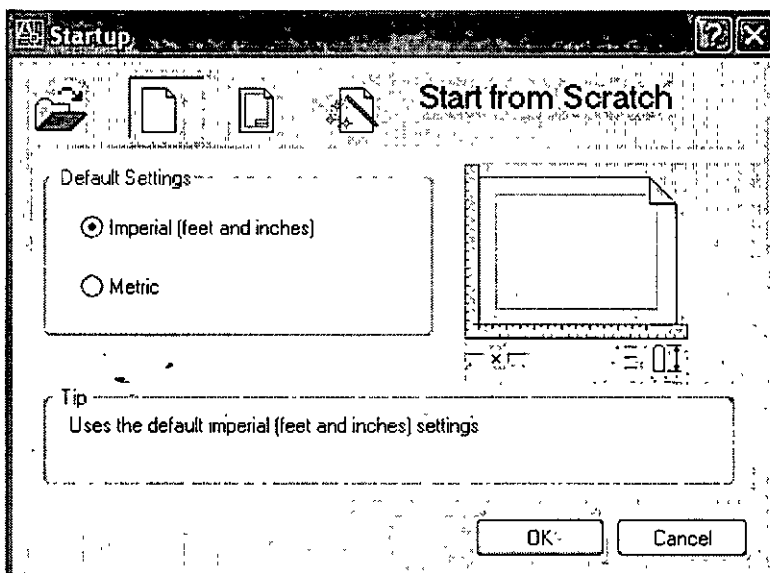 Startup
Start from Scratch
Default Settings
Imperial (feet and inches)
Metric
Tip
Uses the default imperial (feet and inches) settings
OK
Cancel